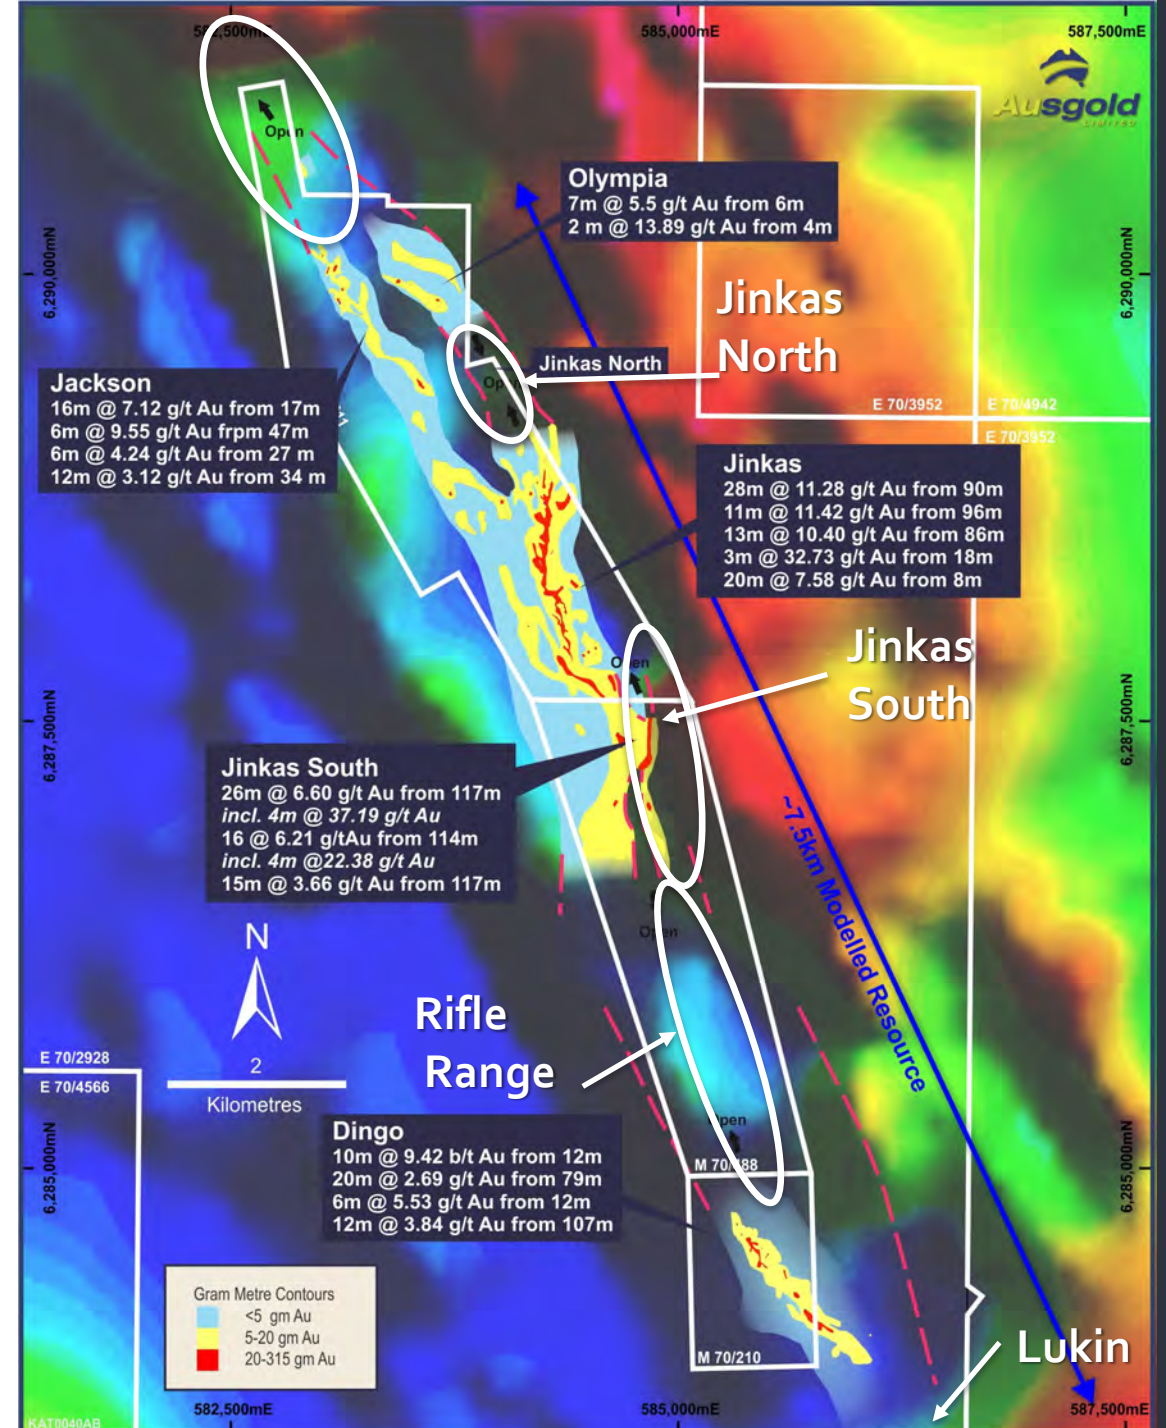 582,500mE
585,000mE
587,500mE
Ausgold
LIMITED
Open
Olympia
7m @ 5.5 g/t Au from 6m
2 m @ 13.89 g/t Au from 4m
6,290,000mN
6,290,000mN
Jinkas
North
Jinkas North
Open
Jackson
16m @ 7.12 g/t Au from 17m
6m @ 9.55 g/t Au frpm 47m
6m @ 4.24 g/t Au from 27 m
12m @ 3.12 g/t Au from 34 m
E 70/3952
E 70/4942
E 70/3952
Jinkas
28m @ 11.28 g/t Au from 90m
11m @ 11.42 g/t Au from 96m
13m @ 10.40 g/t Au from 86m
3m @ 32.73 g/t Au from 18m
20m @ 7.58 g/t Au from 8m
Jinkas
South
Open
6,287,500mN
6,287,500mN
Jinkas South
26m @ 6.60 g/t Au from 117m
incl. 4m @ 37.19 g/t Au
16 @ 6.21 g/tAu from 114m
incl. 4m @22.38 g/t Au
15m @ 3.66 g/t Au from 117m
~7.5km Modelled Resource
Open
N
2
Kilometres
Rifle
Range
E 70/2928
E 70/4566
Open
Dingo
10m @ 9.42 b/t Au from 12m
20m @ 2.69 g/t Au from 79m
6m @ 5.53 g/t Au from 12m
12m @ 3.84 g/t Au from 107m
M 70/488
6,285,000mN
6,285,000mN
Gram Metre Contours
<5 gm Au
5-20 gm Au
20-315 gm Au
M 70/210
Lukin
582,500mE
585,000mE
587,500mE
KAT0040AB